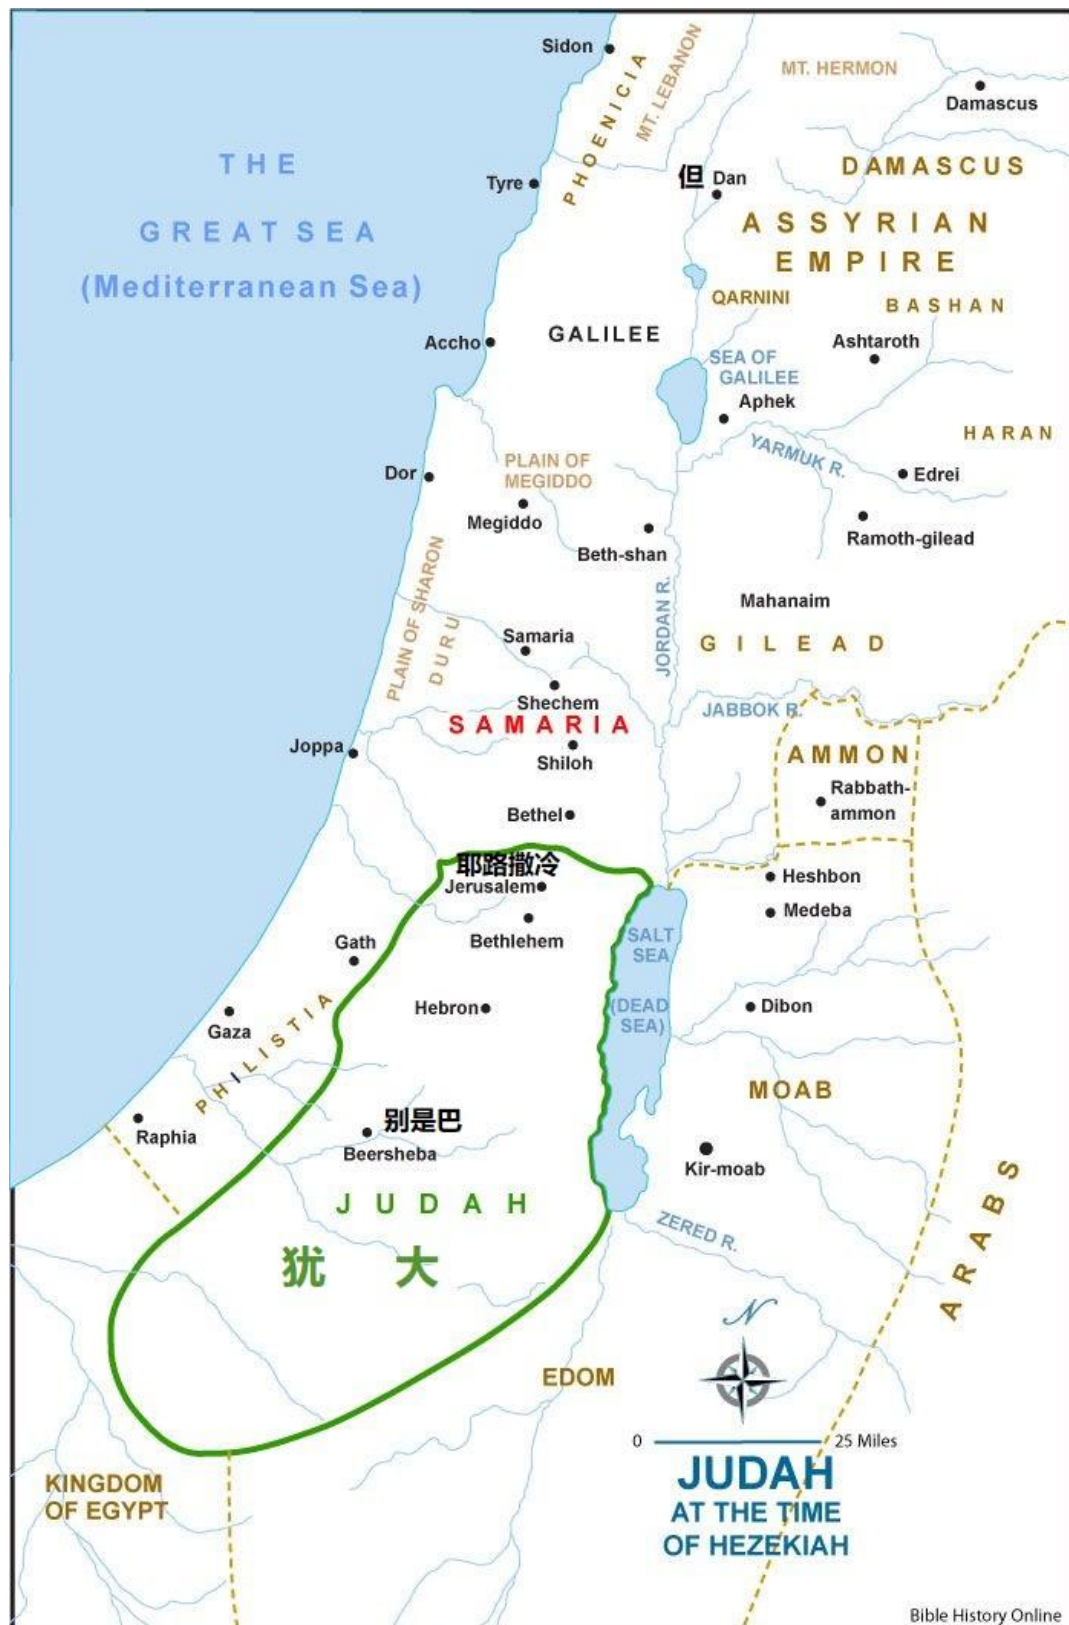 Sidon
PHOENICIA
MT. LEBANON
MT. HERMON
Damascus
THE
GREAT SEA
(Mediterranean Sea)
DAMASCUS
Tyre
但 Dan
ASSYRIAN
EMPIRE
QARNINI
BASHAN
Accho
GALILEE
Ashtaroth
SEA OF
GALILEE
Aphek
HARAN
YARMUK R.
Dor
PLAIN OF
MEGIDDO
Edrei
Megiddo
Ramoth-gilead
Beth-shan
PLAIN OF SHARON
DURU
JORDAN R.
Mahanaim
Samaria
GILEAD
Shechem
JABBOK R.
SAMARIA
Joppa
Shiloh
AMMON
Rabbath-
ammon
Bethel
耶路撒冷
Jerusalem
Heshbon
Medeba
Bethlehem
Gath
SALT
SEA
(DEAD
SEA)
Hebron
Dibon
Gaza
PHILISTIA
MOAB
别是巴
Raphia
Beersheba
Kir-moab
JUDAH
ARABS
ZERED R.
犹 大
N
EDOM
0 25 Miles
KINGDOM
OF EGYPT
JUDAH
AT THE TIME
OF HEZEKIAH
Bible History Online